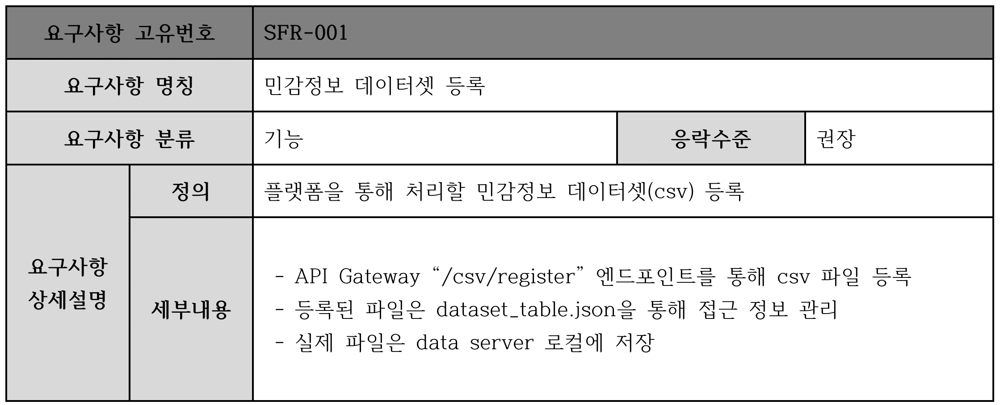 요구사항 고유번호 SFR-001
요구사항 명칭 민감정보 데이터셋 등록
요구사항 분류 기능 응락수준 권장
요구사항
상세설명
정의 플랫폼을 통해 처리할 민감정보 데이터셋(csv) 등록
세부내용
- API Gateway “/csv/register” 엔드포인트를 통해 csv 파일 등록
- 등록된 파일은 dataset_table.json을 통해 접근 정보 관리
- 실제 파일은 data server 로컬에 저장